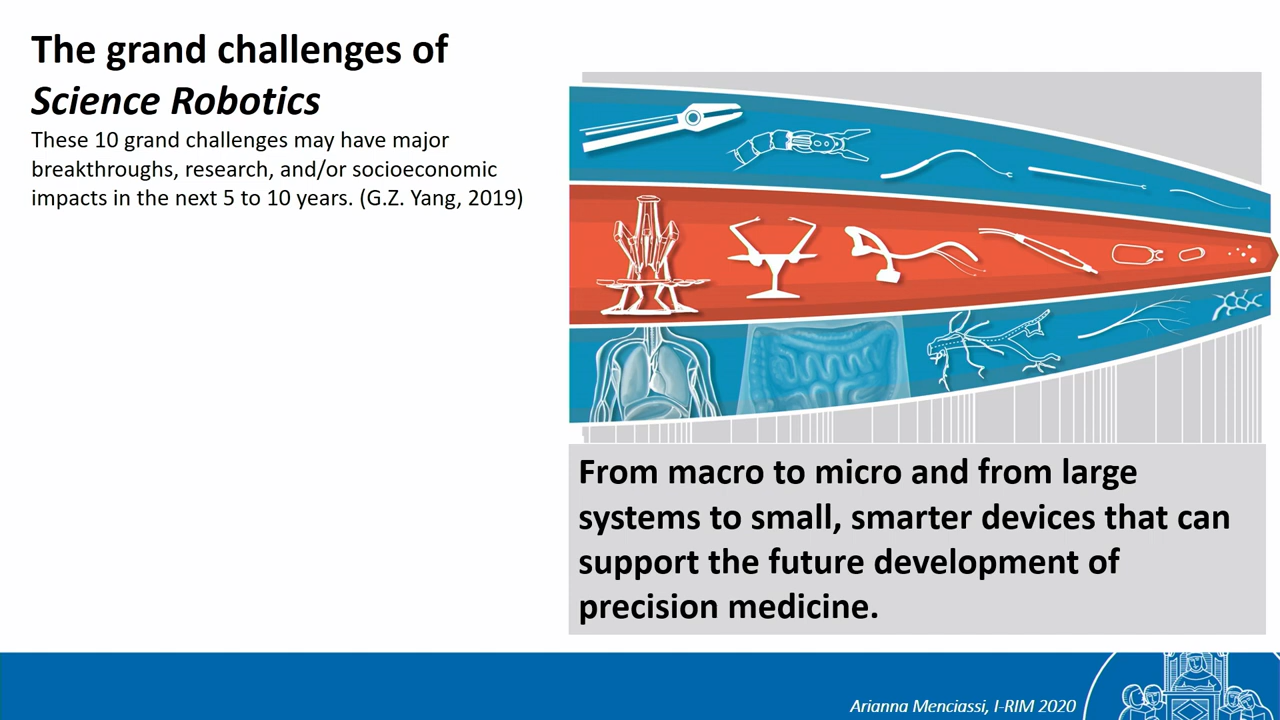 The grand challenges of
Science Robotics
These 10 grand challenges may have major
breakthroughs, research, and/or socioeconomic
impacts in the next 5 to 10 years. (G.Z. Yang, 2019)
From macro to micro and from large
systems to small, smarter devices that can
support the future development of
precision medicine.
Arianna Menciassi, I-RIM 2020